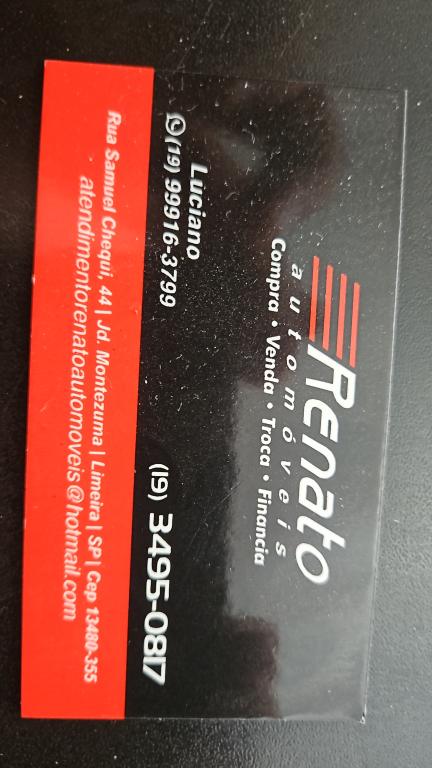 Renato
automóveis
Compra • Venda • Troca • Financia
Luciano
(19) 99916-3799
(19) 3495-0817
Rua Samuel Chequi, 44 | Jd. Montezuma | Limeira | SP | Cep 13480-355
atendimentorenatoautomoveis@hotmail.com